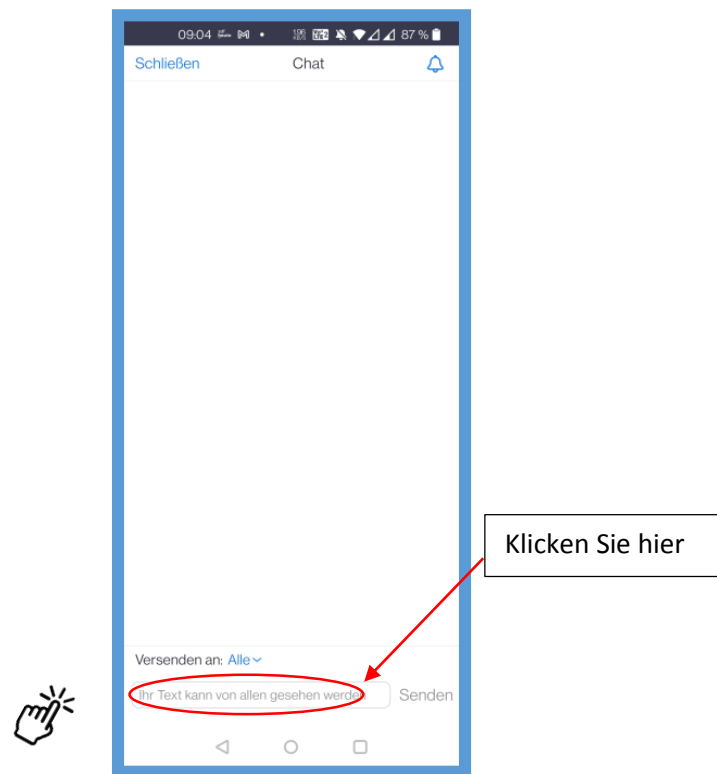 09:04 87 %
Schließen Chat
Klicken Sie hier
Versenden an: Alle
Ihr Text kann von allen gesehen werden Senden